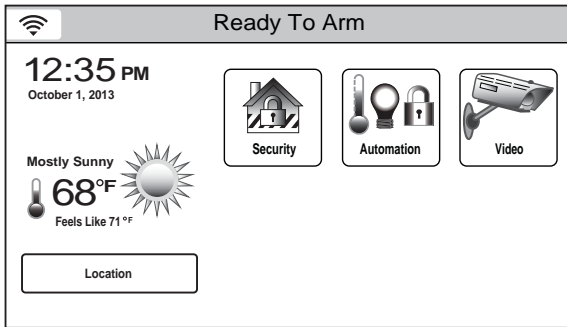 Ready To Arm
12:35 PM
October 1, 2013
Mostly Sunny
68°F
Feels Like 71°F
Location
Security
Automation
Video